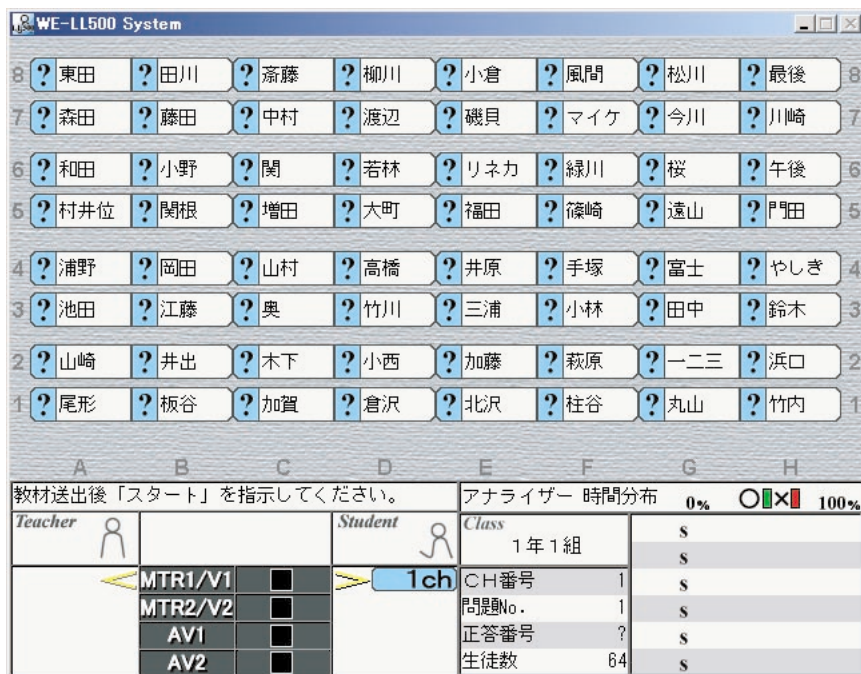 WE-LL500 System
8 ? 東田 ? 田川 ? 斎藤 ? 柳川 ? 小倉 ? 風間 ? 松川 ? 最後 8
7 ? 森田 ? 藤田 ? 中村 ? 渡辺 ? 磯貝 ? マイケ ? 今川 ? 川崎 7
6 ? 和田 ? 小野 ? 関 ? 若林 ? リネカ ? 緑川 ? 桜 ? 午後 6
5 ? 村井位 ? 関根 ? 増田 ? 大町 ? 福田 ? 篠崎 ? 遠山 ? 門田 5
4 ? 浦野 ? 岡田 ? 山村 ? 高橋 ? 井原 ? 手塚 ? 富士 ? やしき 4
3 ? 池田 ? 江藤 ? 奥 ? 竹川 ? 三浦 ? 小林 ? 田中 ? 鈴木 3
2 ? 山崎 ? 井出 ? 木下 ? 小西 ? 加藤 ? 萩原 ? 一二三 ? 浜口 2
1 ? 尾形 ? 板谷 ? 加賀 ? 倉沢 ? 北沢 ? 柱谷 ? 丸山 ? 竹内 1
A B C D E F G H
教材送出後「スタート」を指示してください。 アナライザー 時間分布 0% ○×100%
Teacher Student Class S
1年1組 S
MTR1/V1 1ch CH番号 1 S
MTR2/V2 問題No. 1 S
AV1 正答番号 ? S
AV2 生徒数 64 S